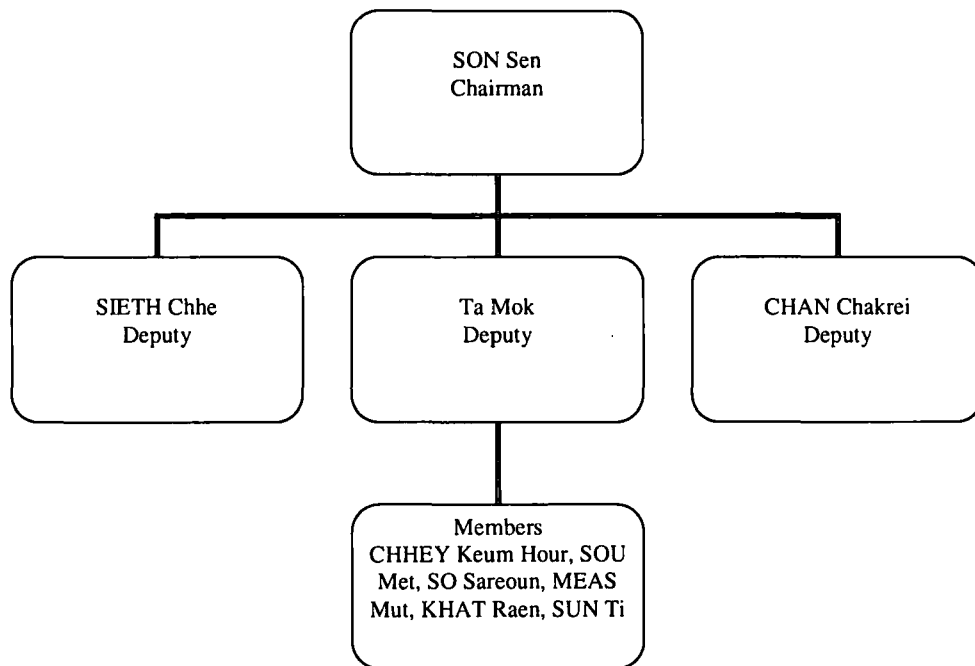 SON Sen
Chairman
SIETH Chhe
Deputy
Ta Mok
Deputy
CHAN Chakrei
Deputy
Members
CHHEY Keum Hour, SOU
Met, SO Sareoun, MEAS
Mut, KHAT Raen, SUN Ti